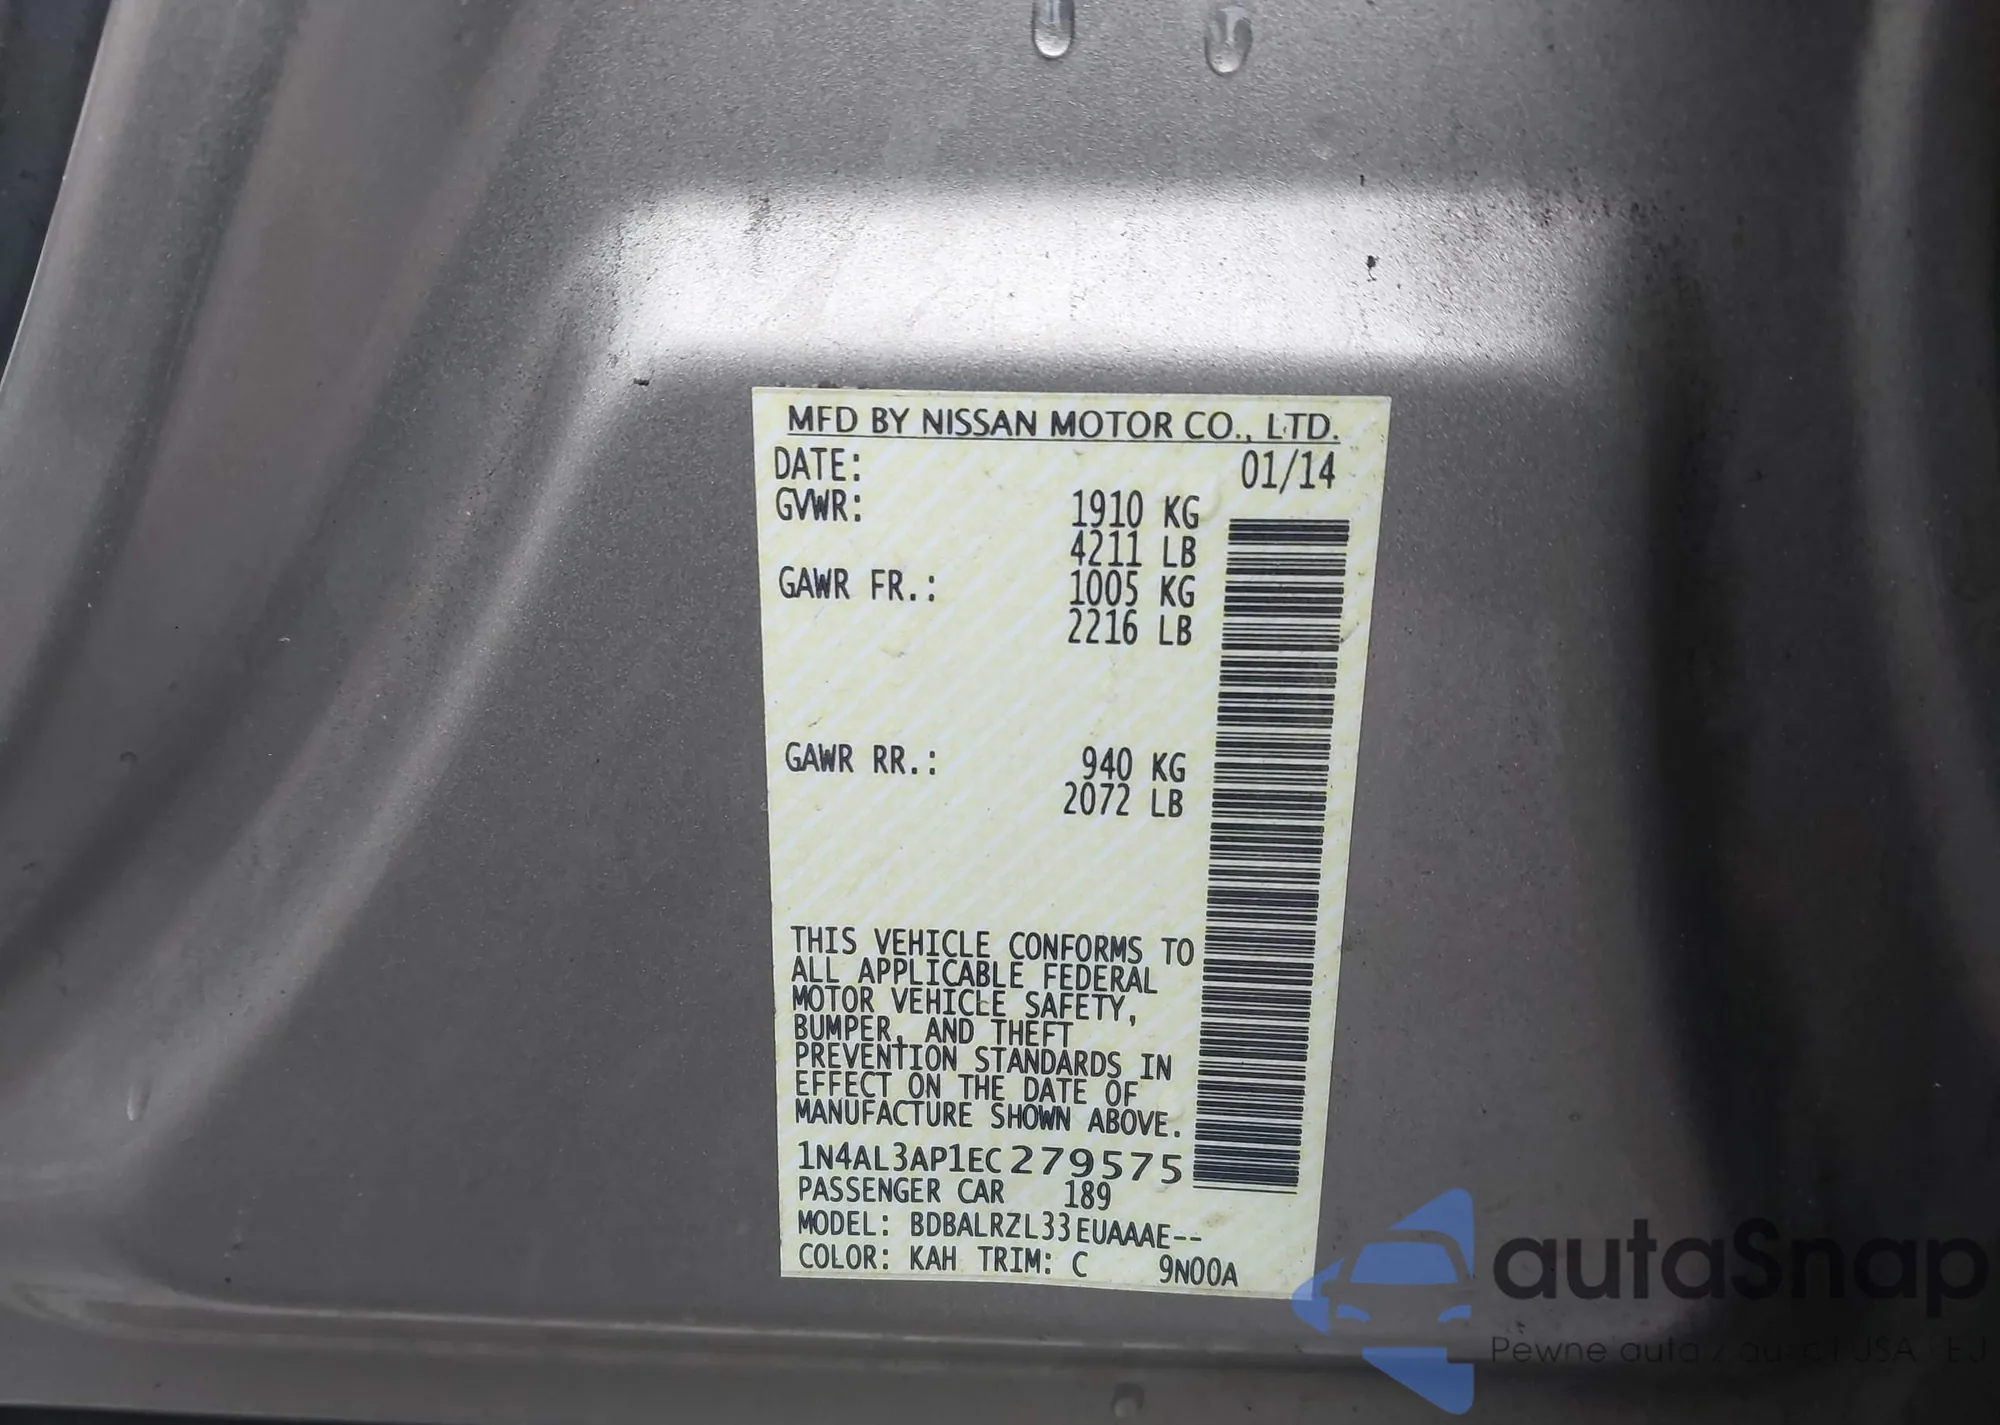 MFD BY NISSAN MOTOR CO., LTD.
DATE: 01/14
GVWR: 1910 KG
4211 LB
GAWR FR.: 1005 KG
2216 LB
GAWR RR.: 940 KG
2072 LB
THIS VEHICLE CONFORMS TO
ALL APPLICABLE FEDERAL
MOTOR VEHICLE SAFETY,
BUMPER, AND THEFT
PREVENTION STANDARDS IN
EFFECT ON THE DATE OF
MANUFACTURE SHOWN ABOVE.
1N4AL3AP1EC279575
PASSENGER CAR 189
MODEL: BDBALRZL33EUAAAE--
COLOR: KAH TRIM: C 9N00A
autaSnap
Pewne auta z USA